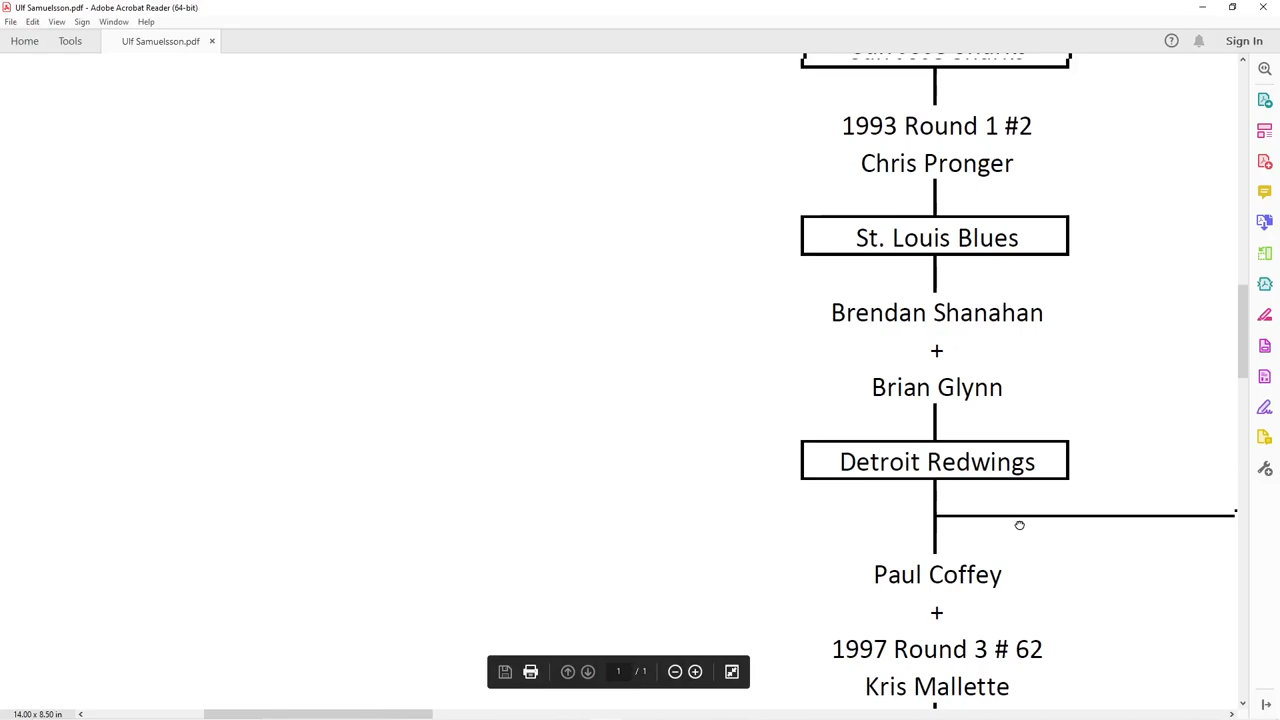 Ulf Samuelsson.pdf - Adobe Acrobat Reader (64-bit)
File Edit View Sign Window Help
Home Tools Ulf Samuelsson.pdf × Sign In
1993 Round 1 #2
Chris Pronger
St. Louis Blues
Brendan Shanahan
+
Brian Glynn
Detroit Redwings
Paul Coffey
+
1997 Round 3 # 62
Kris Mallette
1 / 1
14.00 x 8.50 in